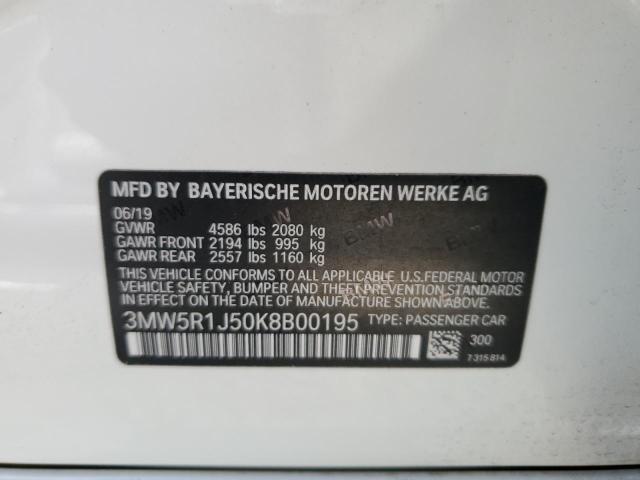 MFD BY BAYERISCHE MOTOREN WERKE AG
06/19
GVWR 4586 lbs 2080 kg
GAWR FRONT 2194 lbs 995 kg
GAWR REAR 2557 lbs 1160 kg
THIS VEHICLE CONFORMS TO ALL APPLICABLE U.S.FEDERAL MOTOR
VEHICLE SAFETY, BUMPER AND THEFT PREVENTION STANDARDS
IN EFFECT ON THE DATE OF MANUFACTURE SHOWN ABOVE.
3MW5R1J50K8B00195 TYPE: PASSENGER CAR
300
7 315 814
BMW
BMW